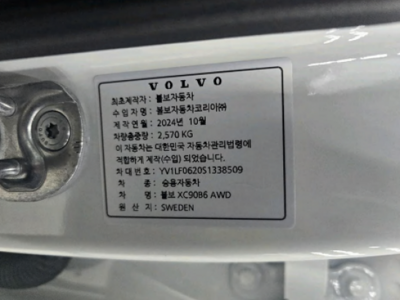 VOLVO
최초제작자 : 볼보자동차
수 입 자 명 : 볼보자동차코리아㈜
제 작 연 월 : 2024년 10월
차량총중량 : 2,570 KG
이 자동차는 대한민국 자동차관리법령에
적합하게 제작(수입) 되었습니다.
차 대 번 호 : YV1LF0620S1338509
차 종 : 승용자동차
차 명 : 볼보 XC90B6 AWD
원 산 지 : SWEDEN